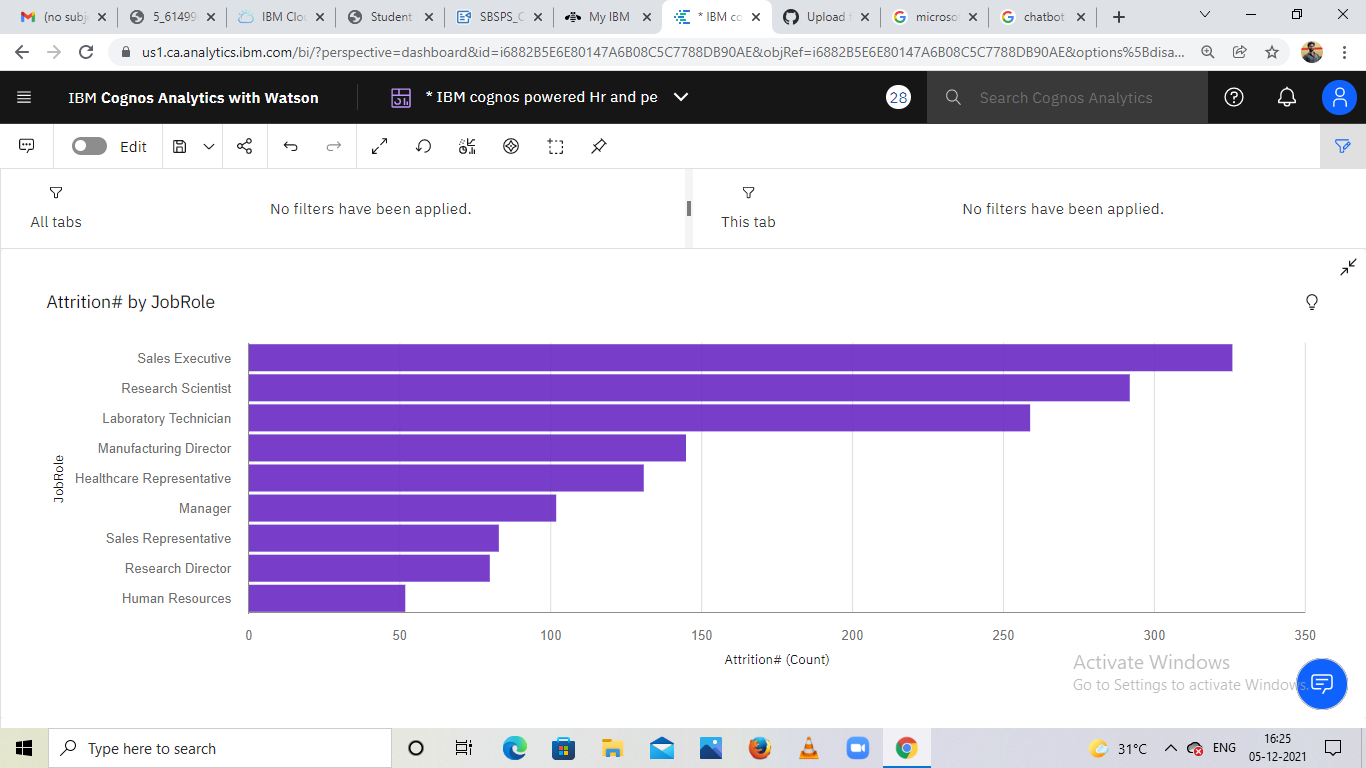 (no subj
5_61499
IBM Clou
Student
SBSPS_C
My IBM
* IBM co
Upload
microsof
chatbot
us1.ca.analytics.ibm.com/bi/?perspective=dashboard&id=i6882B5E6E80147A6B08C5C7788DB90AE&objRef=i6882B5E6E80147A6B08C5C7788DB90AE&options%5Bdisa...
IBM Cognos Analytics with Watson
* IBM cognos powered Hr and pe
28
Search Cognos Analytics
Edit
All tabs
No filters have been applied.
This tab
No filters have been applied.
Attrition# by JobRole
JobRole
Sales Executive
Research Scientist
Laboratory Technician
Manufacturing Director
Healthcare Representative
Manager
Sales Representative
Research Director
Human Resources
0 50 100 150 200 250 300 350
Attrition# (Count)
Activate Windows
Go to Settings to activate Windows.
Type here to search
31°C
ENG
16:25
05-12-2021